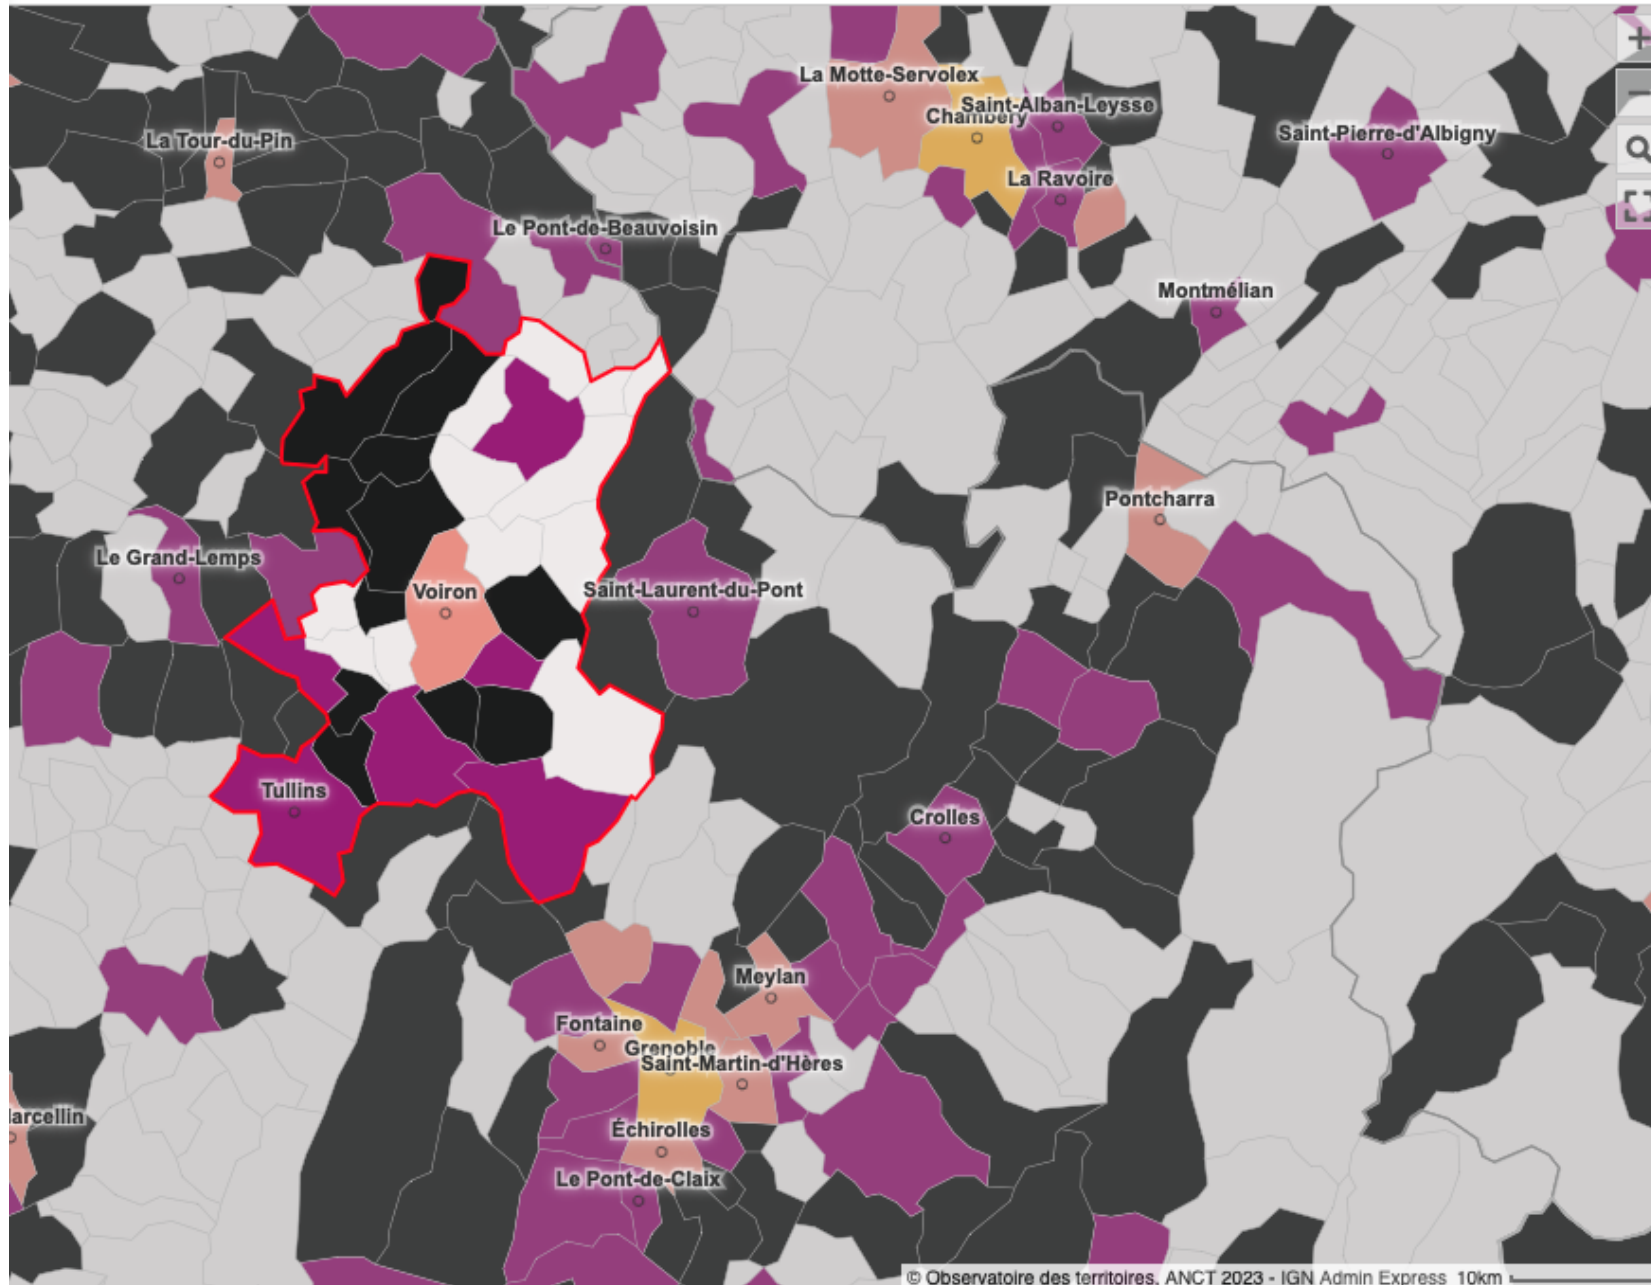 La Motte-Servolex
Saint-Alban-Leysse
Chambéry
Saint-Pierre-d'Albigny
La Tour-du-Pin
La Ravoire
Le Pont-de-Beauvoisin
Montmélian
Pontcharra
Le Grand-Lemps
Voiron
Saint-Laurent-du-Pont
Tullins
Crolles
Meylan
Fontaine
Grenoble
Saint-Martin-d'Hères
arcellin
Échirolles
Le Pont-de-Claix
© Observatoire des territoires, ANCT 2023 - IGN Admin Express 10km